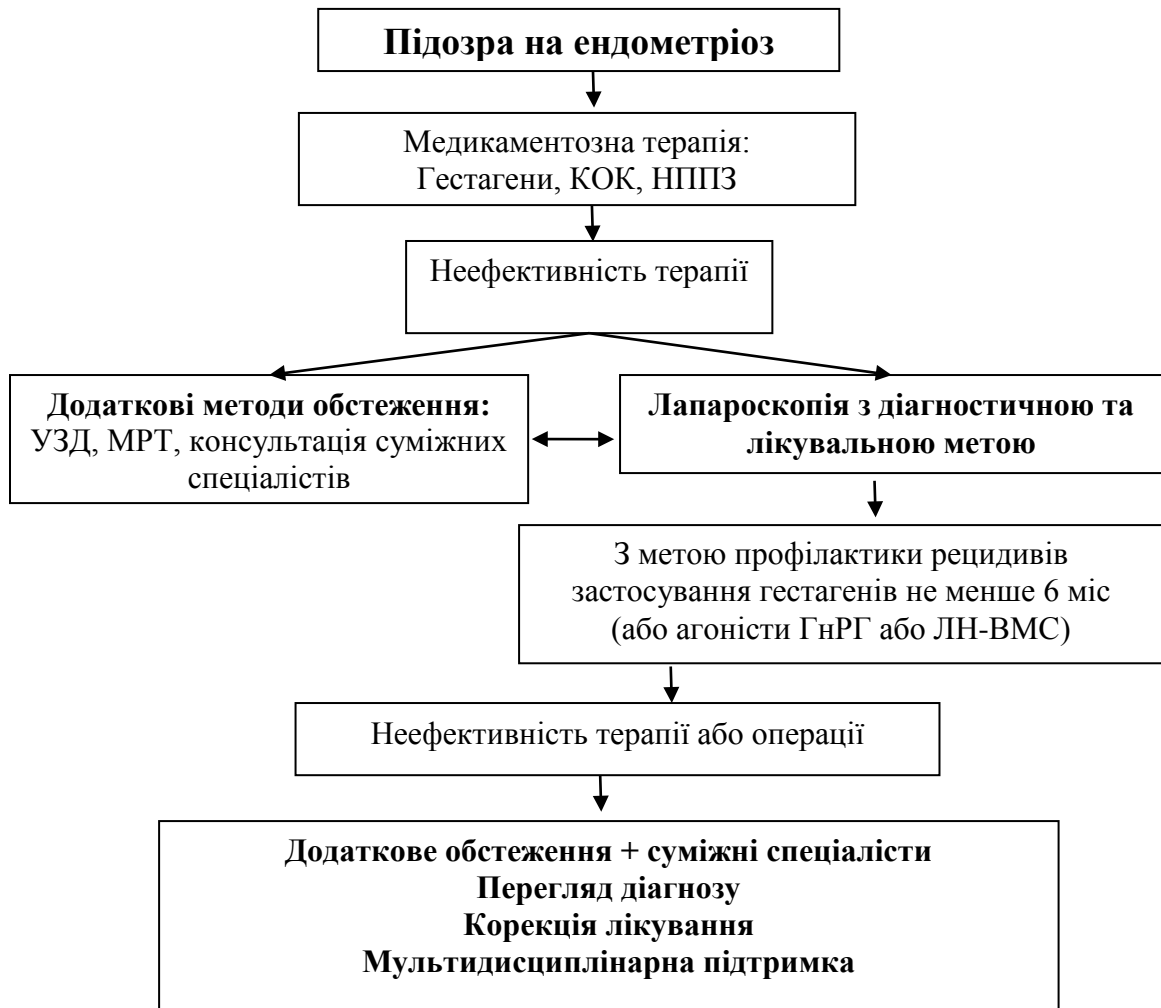 Підозра на ендометріоз
Медикаментозна терапія:
Гестагени, КОК, НППЗ
Неефективність терапії
Додаткові методи обстеження:
УЗД, МРТ, консультація суміжних
спеціалістів
Лапароскопія з діагностичною та
лікувальною метою
З метою профілактики рецидивів
застосування гестагенів не менше 6 міс
(або агоністи ГнРГ або ЛН-ВМС)
Неефективність терапії або операції
Додаткове обстеження + суміжні спеціалісти
Перегляд діагнозу
Корекція лікування
Мультидисциплінарна підтримка